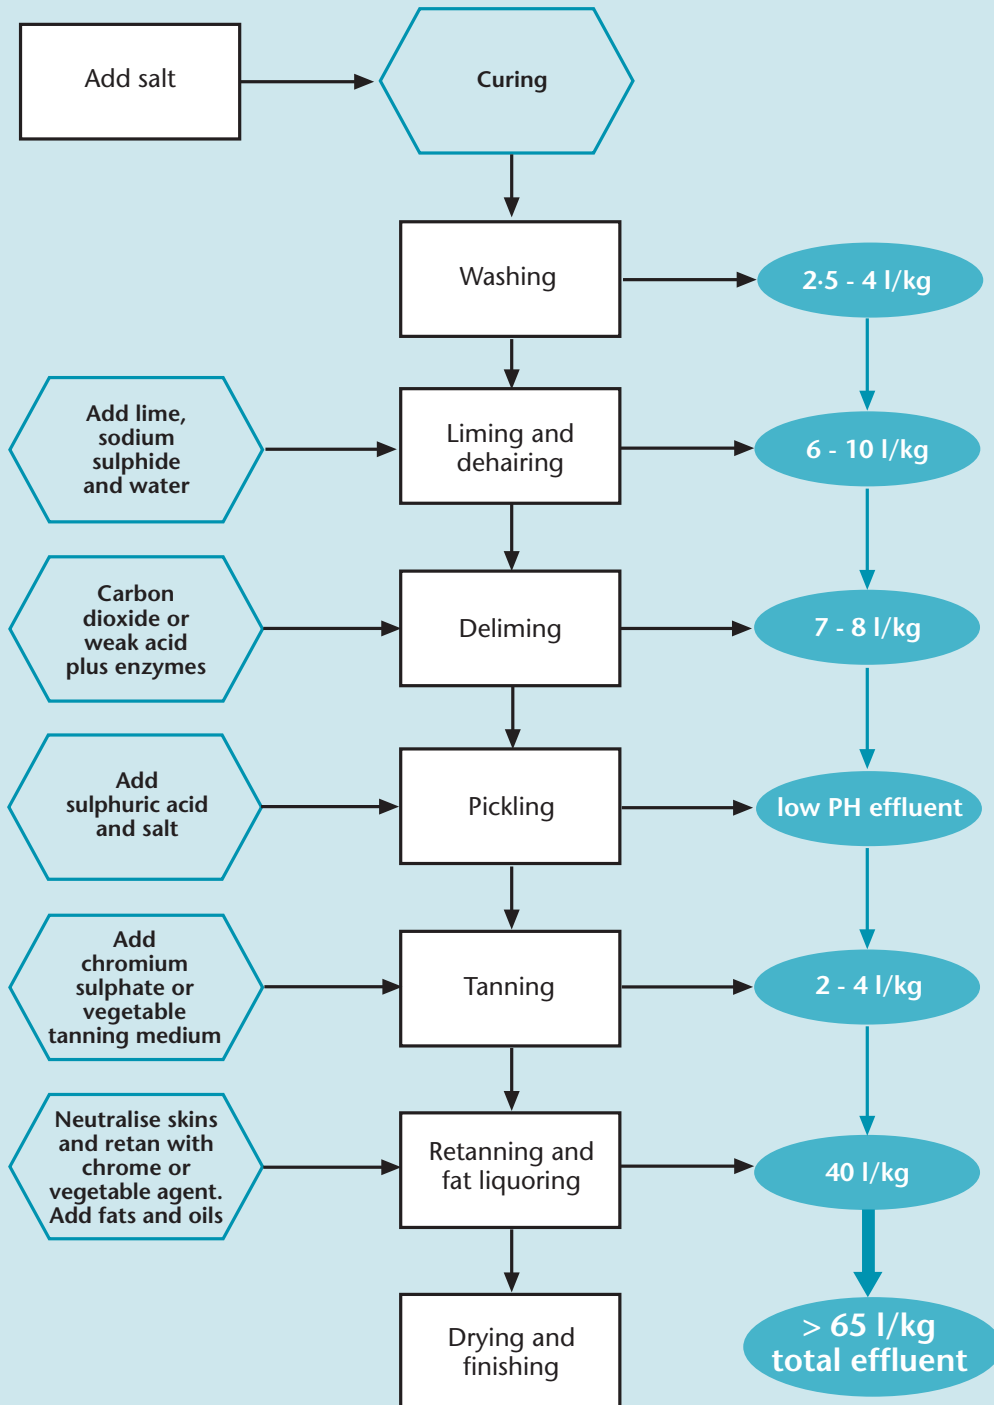 Add salt
Curing
Washing
2·5 - 4 l/kg
Add lime,
sodium
sulphide
and water
Liming and
dehairing
6 - 10 l/kg
Carbon
dioxide or
weak acid
plus enzymes
Deliming
7 - 8 l/kg
Add
sulphuric acid
and salt
Pickling
low PH effluent
Add
chromium
sulphate or
vegetable
tanning medium
Tanning
2 - 4 l/kg
Neutralise skins
and retan with
chrome or
vegetable agent.
Add fats and oils
Retanning and
fat liquoring
40 l/kg
Drying and
finishing
> 65 l/kg
total effluent